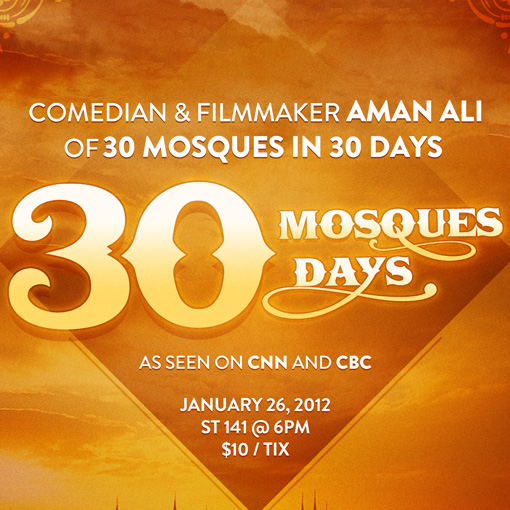 COMEDIAN & FILMMAKER AMAN ALI
OF 30 MOSQUES IN 30 DAYS
30 MOSQUES
DAYS
AS SEEN ON CNN AND CBC
JANUARY 26, 2012
ST 141 @ 6PM
$10 / TIX